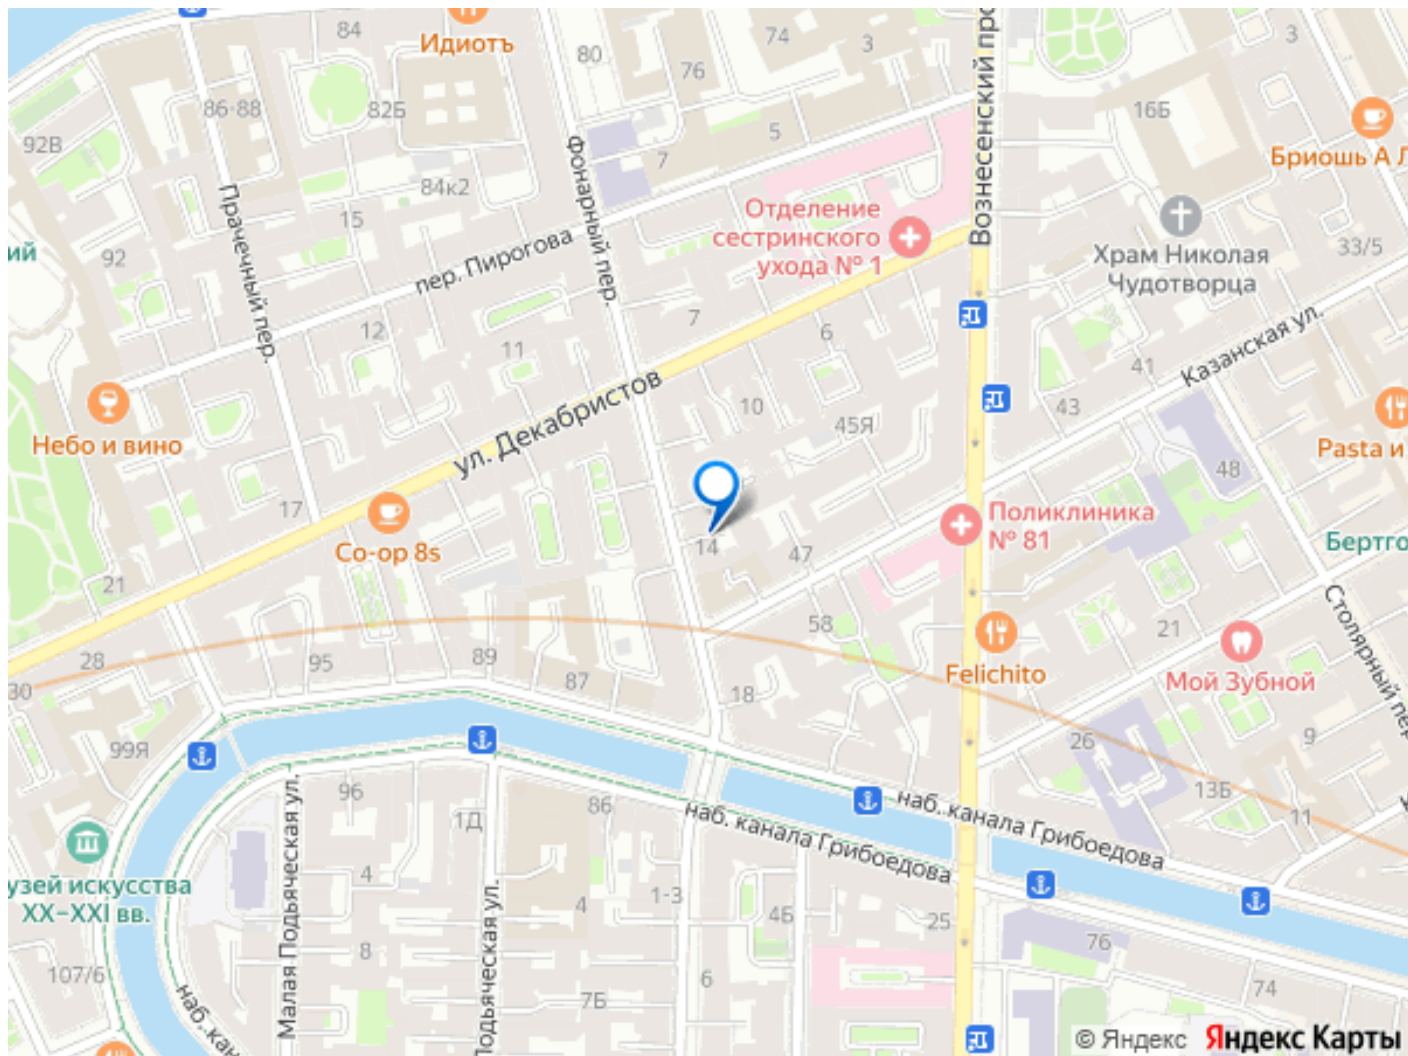 84
Идиотъ
80
74
3
76
3
86-88
82Б
16Б
92В
5
7
Бриошь А Л
84к2
Фонарный пер.
Прачечный пер.
Вознесенский про
15
Отделение
сестринского
ухода № 1
ий
92
пер. Пирогова
Храм Николая
Чудотворца
33/5
12
7
6
11
Казанская ул.
41
ул. Декабристов
10
43
45Я
Небо и вино
Pasta и
48
17
Co-op 8s
Поликлиника
№ 81
14
47
Бертго
21
58
21
Столярный пер
28
95
89
30
87
18
Felichito
Мой Зубной
99Я
26
9
96
1Д
86
13Б
11
наб. канала Грибоедова
наб. канала Грибоедова
Малая Подьяческая ул.
4
узей искусства
XX–XXI вв.
1-3
4
4Б
Подьяческая ул.
25
76
8
107/6
6
7Б
74
наб. кан
© Яндекс Яндекс Карты